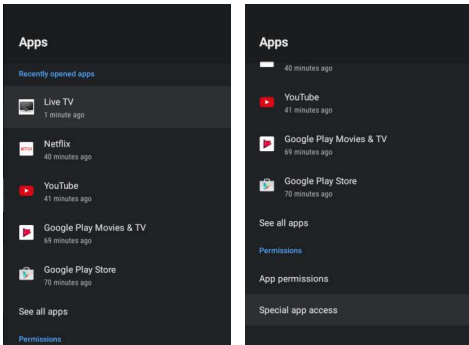 Apps
Recently opened apps
Live TV
1 minute ago
NETFLIX
Netflix
40 minutes ago
YouTube
41 minutes ago
Google Play Movies & TV
69 minutes ago
Google Play Store
70 minutes ago
See all apps
Permissions
Apps
40 minutes ago
YouTube
41 minutes ago
Google Play Movies & TV
69 minutes ago
Google Play Store
70 minutes ago
See all apps
Permissions
App permissions
Special app access